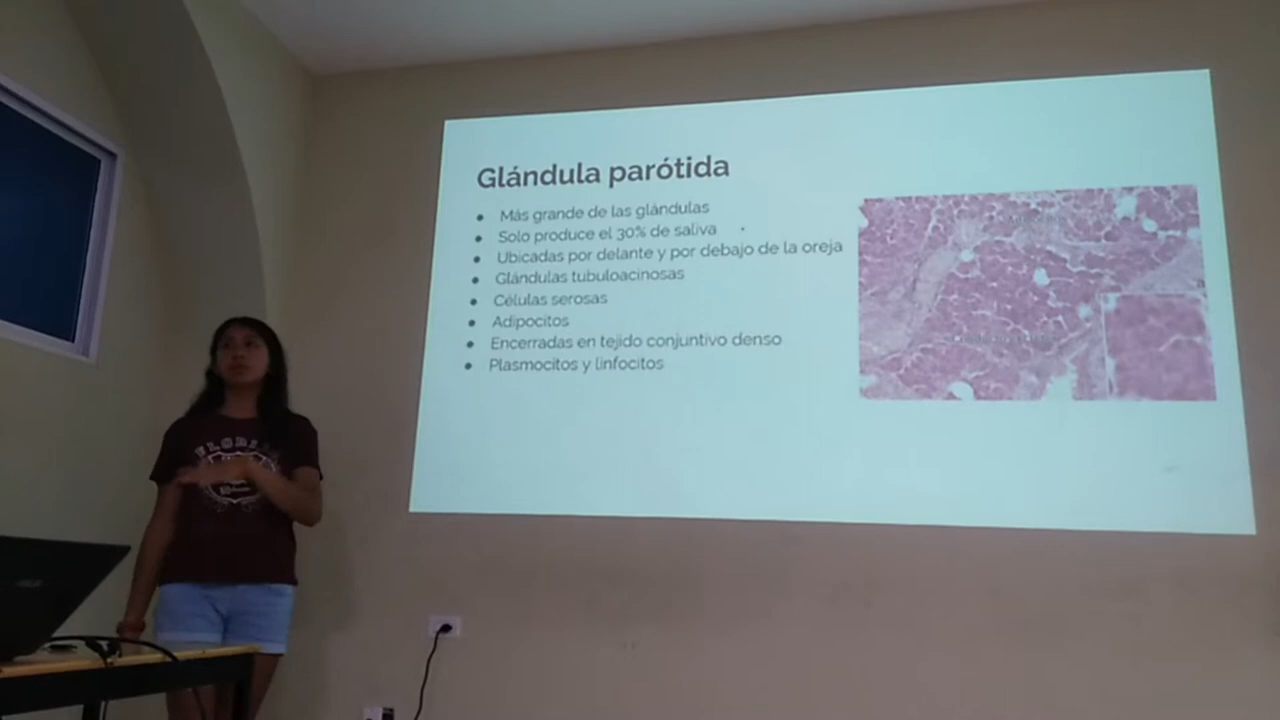 Glándula parótida
Más grande de las glándulas
Solo produce el 30% de saliva
Ubicadas por delante y por debajo de la oreja
Glándulas tubuloacinosas
Células serosas
Adipocitos
Encerradas en tejido conjuntivo denso
Plasmocitos y linfocitos